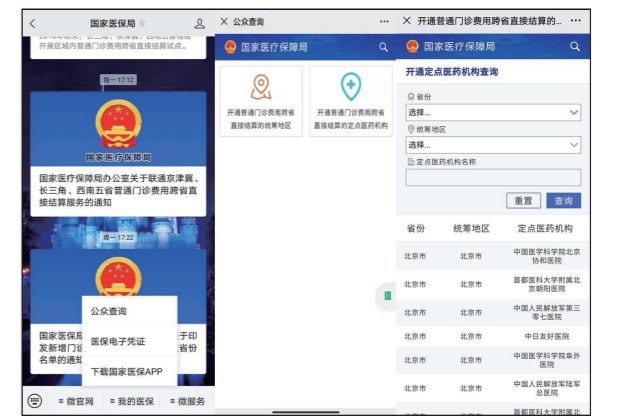 国家医保局
开展区域内普通门诊费用跨省直接结算试点。
周一 17:12
国家医疗保障局
国家医疗保障局办公室关于联通京津冀、
长三角、西南五省普通门诊费用跨省直
接结算服务的通知
周一 17:22
国家医保局
于印
发新增门诊
省份
名单的通知
公众查询
医保电子凭证
下载国家医保APP
≡ 微官网
≡ 我的医保
≡ 微服务
公众查询
国家医疗保障局
开通普通门诊费用跨省
直接结算的统筹地区
开通普通门诊费用跨省
直接结算的定点医药机构
开通普通门诊费用跨省直接结算的...
国家医疗保障局
开通定点医药机构查询
省份
选择...
统筹地区
选择...
定点医药机构名称
重置 查询
省份 统筹地区 定点医药机构
北京市 北京市 中国医学科学院北京
协和医院
北京市 北京市 首都医科大学附属北
京朝阳医院
北京市 北京市 中国人民解放军第三
零七医院
北京市 北京市 中日友好医院
北京市 北京市 中国医学科学院阜外
医院
北京市 北京市 中国人民解放军陆军
总医院
首都医科大学附属北